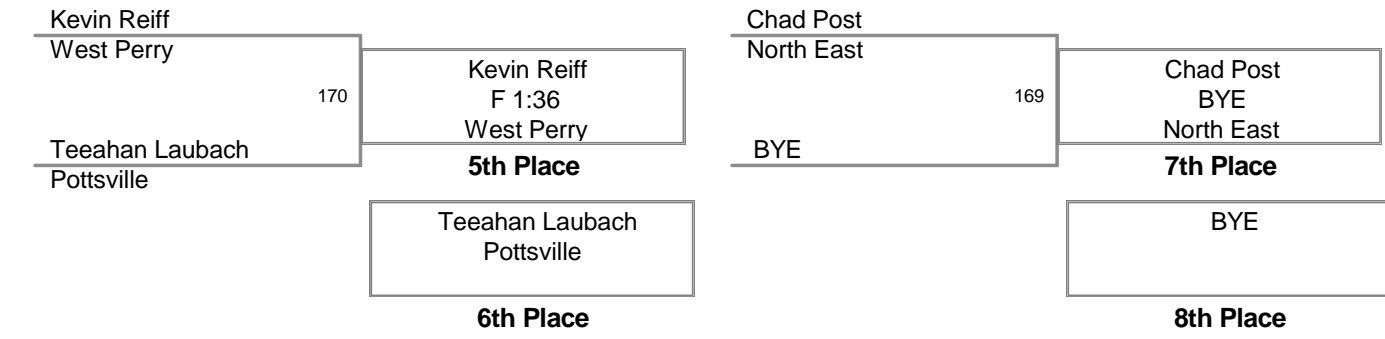 Kevin Reiff
West Perry
170
Teeahan Laubach
Pottsville
Kevin Reiff
F 1:36
West Perry
5th Place
Teeahan Laubach
Pottsville
6th Place
Chad Post
North East
169
BYE
Chad Post
BYE
North East
7th Place
BYE
8th Place